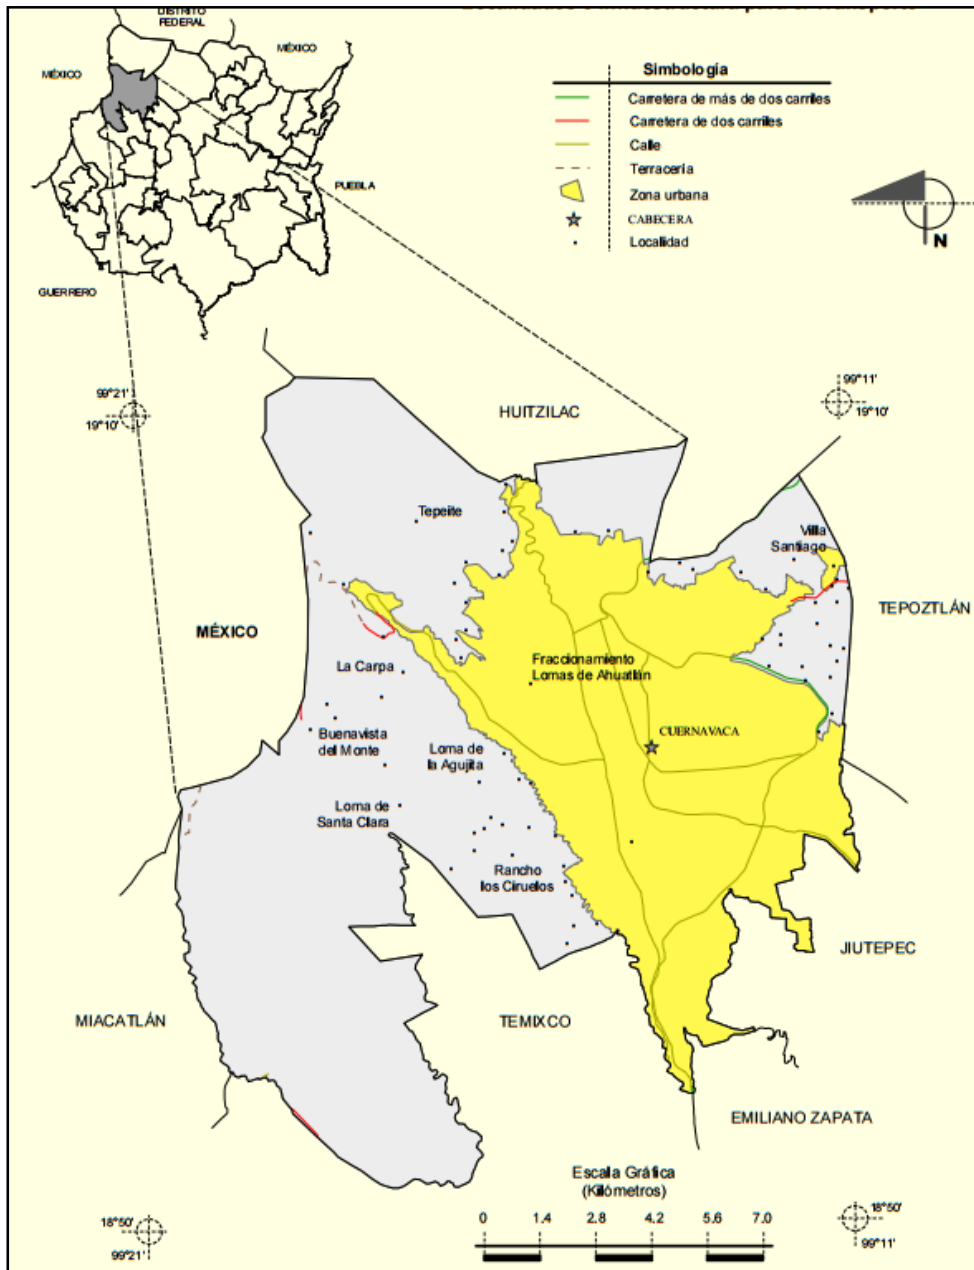 DISTRITO
FEDERAL
MÉXICO
MÉXICO
PUEBLA
GUERRERO
Simbología
Carretera de más de dos carriles
Carretera de dos carriles
Calle
Terracería
Zona urbana
CABECERA
Localidad
N
99°21'
19°10'
99°11'
19°10'
HUITZILAC
Tepeite
Villa
Santiago
TEPOZTLÁN
MÉXICO
La Carpa
Fraccionamiento
Lomas de Ahuatlán
CUERNAVACA
Buenavista
del Monte
Loma de
la Agujita
Loma de
Santa Clara
Rancho
los Ciruelos
JIUTEPEC
MIACATLÁN
TEMIXCO
EMILIANO ZAPATA
Escala Gráfica
(Kilómetros)
0 1.4 2.8 4.2 5.6 7.0
18°50'
99°21'
18°50'
99°11'